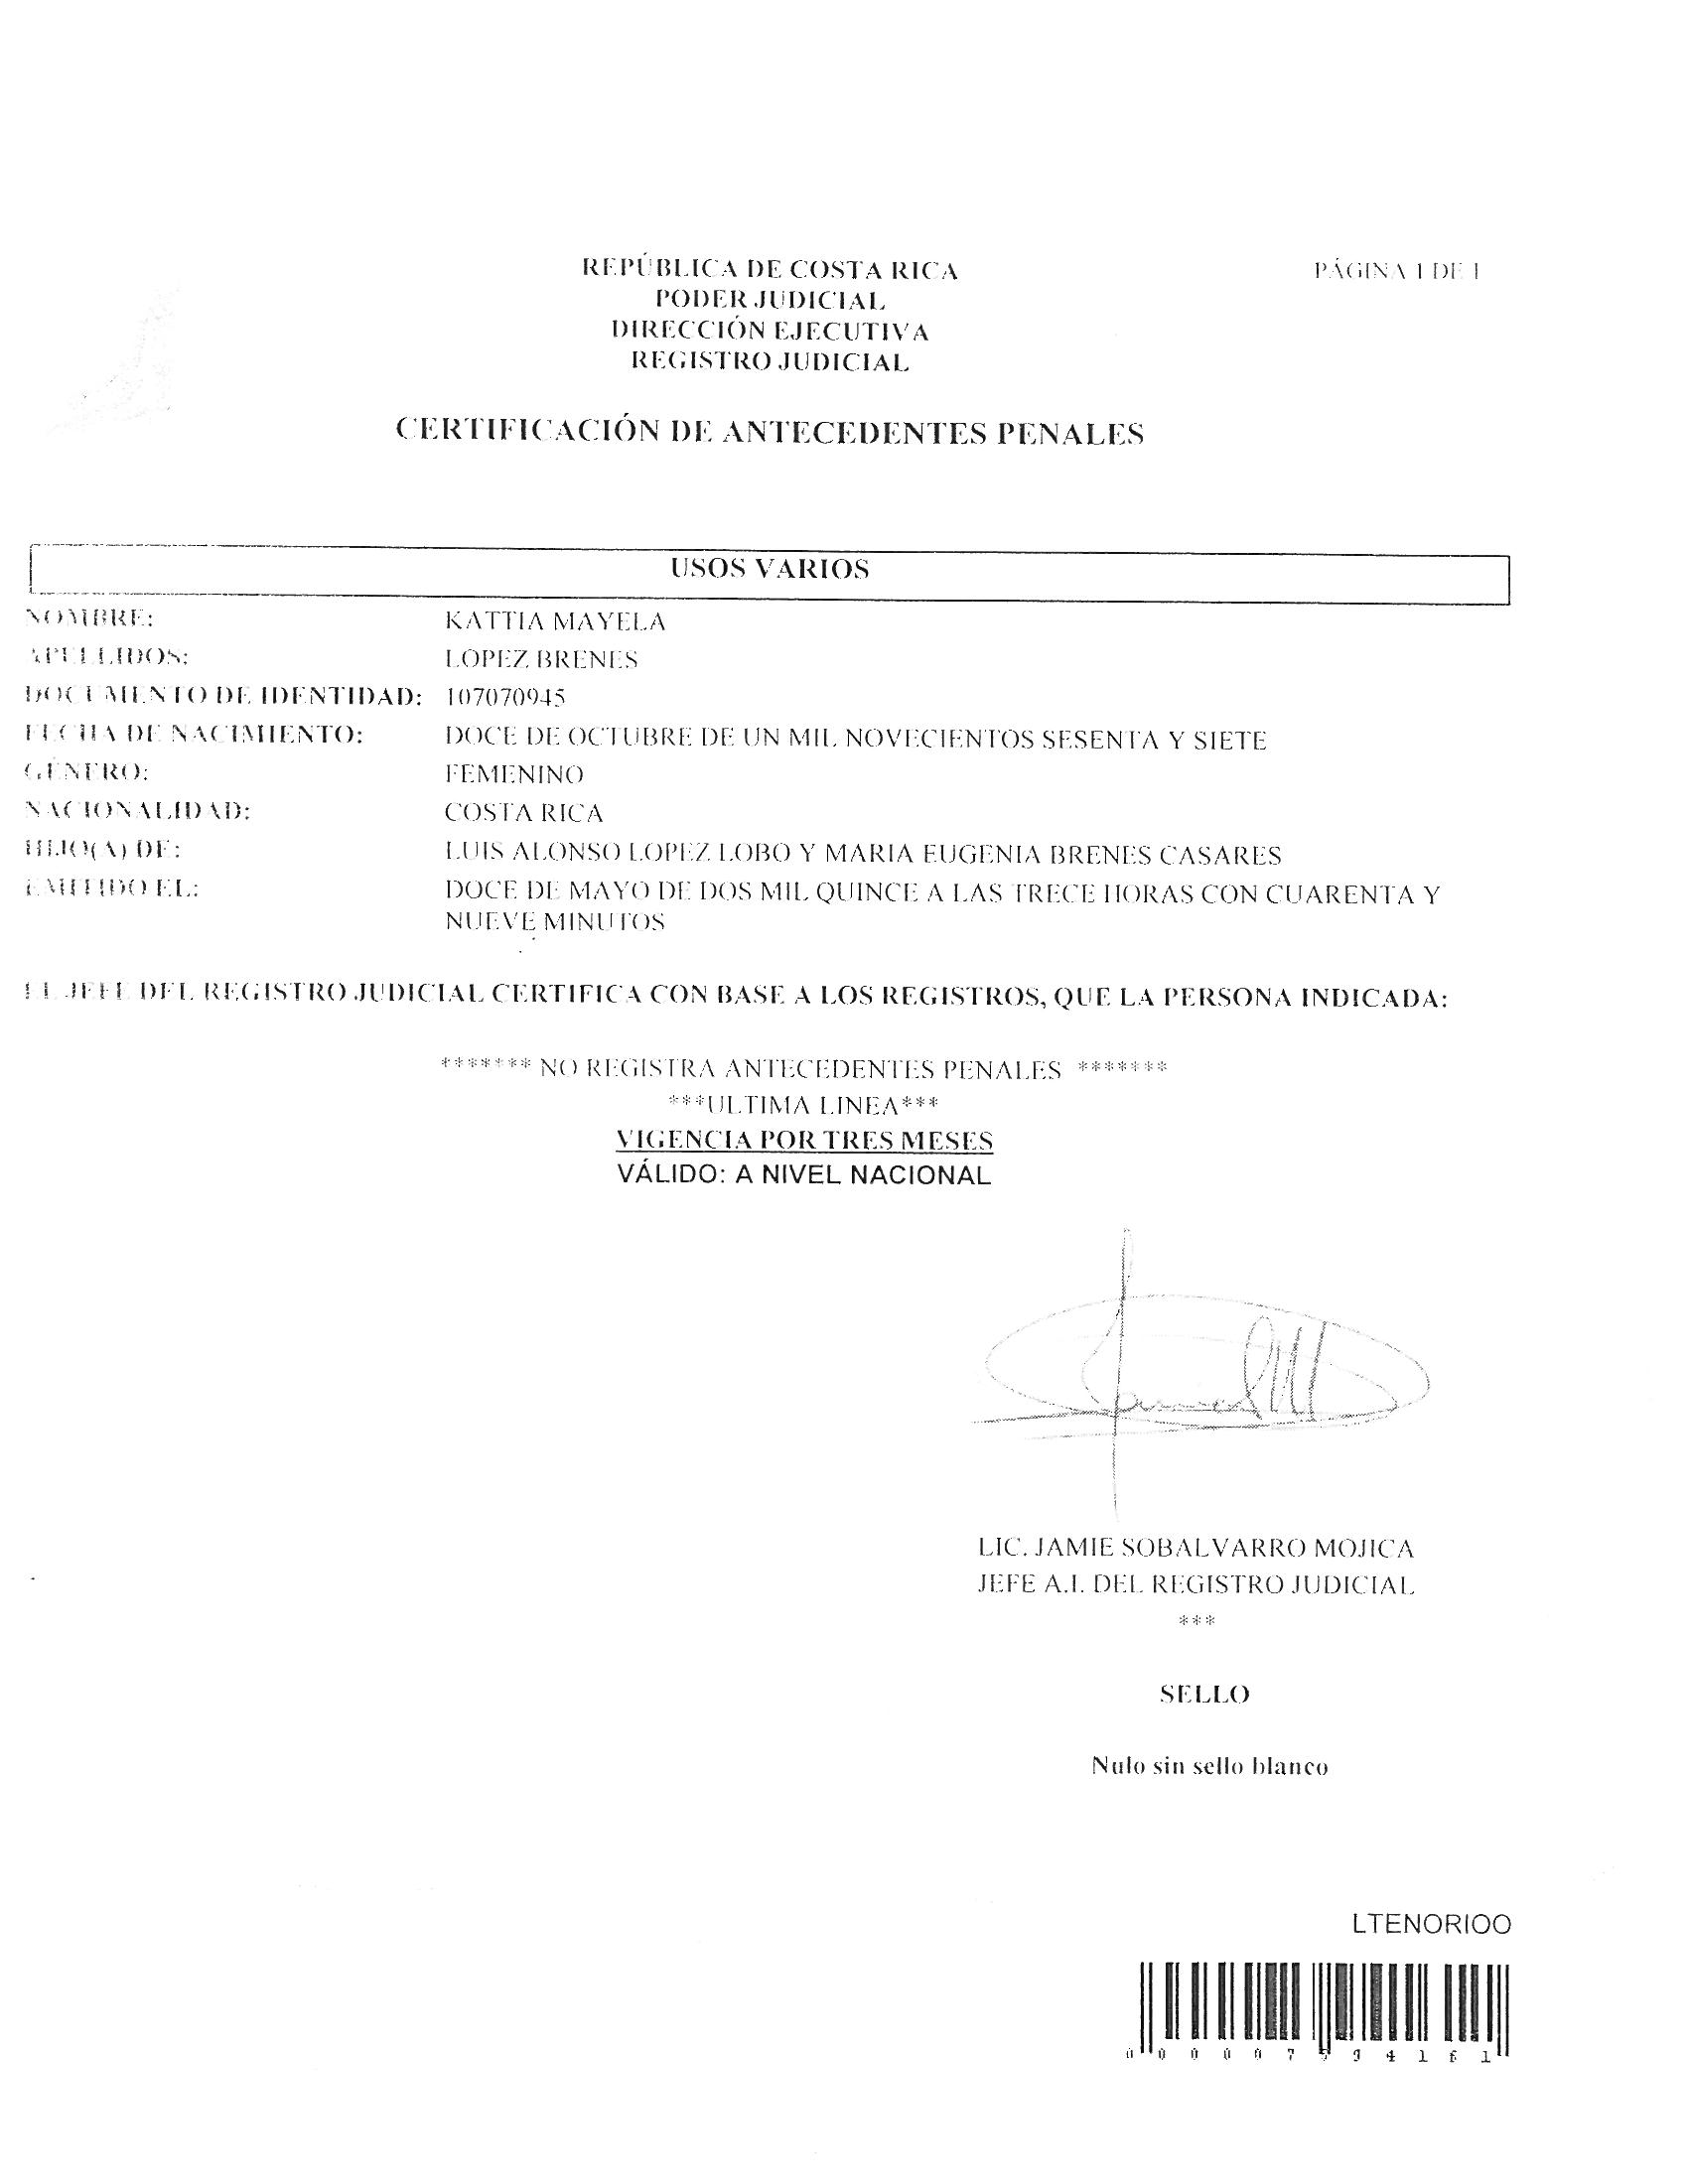 REPÚBLICA DE COSTA RICA
PÁGINA 1 DE 1
PODER JUDICIAL
DIRECCIÓN EJECUTIVA
REGISTRO JUDICIAL
CERTIFICACIÓN DE ANTECEDENTES PENALES
USOS VARIOS
NOMBRE: KATTIA MAYELA
APELLIDOS: LOPEZ BRENES
DOCUMENTO DE IDENTIDAD: 107070945
FECHA DE NACIMIENTO: DOCE DE OCTUBRE DE UN MIL NOVECIENTOS SESENTA Y SIETE
GÉNERO: FEMENINO
NACIONALIDAD: COSTA RICA
HIJO(A) DE: LUIS ALONSO LOPEZ LOBO Y MARIA EUGENIA BRENES CASARES
EMITIDO EL: DOCE DE MAYO DE DOS MIL QUINCE A LAS TRECE HORAS CON CUARENTA Y
NUEVE MINUTOS
EL JEFE DEL REGISTRO JUDICIAL CERTIFICA CON BASE A LOS REGISTROS, QUE LA PERSONA INDICADA:
******* NO REGISTRA ANTECEDENTES PENALES *******
***ULTIMA LINEA***
VIGENCIA POR TRES MESES
VÁLIDO: A NIVEL NACIONAL
LIC. JAMIE SOBALVARRO MOJICA
JEFE A.I. DEL REGISTRO JUDICIAL
***
SELLO
Nulo sin sello blanco
LTENORIOO